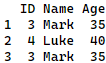 ID Name Age
1  3 Mark  35
2  4 Luke  40
3  3 Mark  35